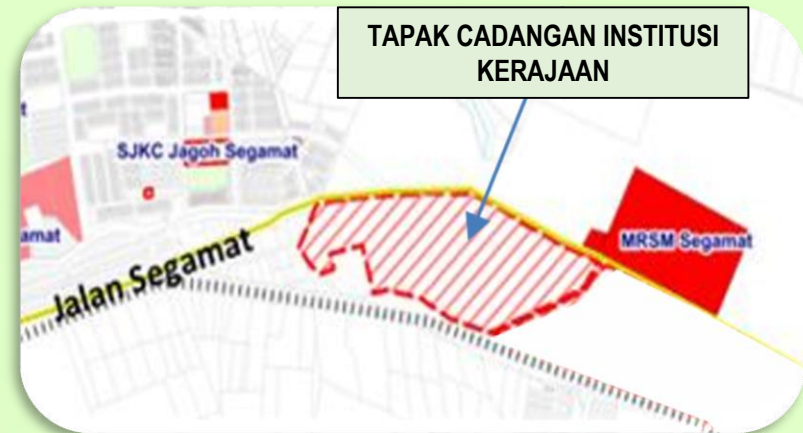 TAPAK CADANGAN INSTITUSI
KERAJAAN
SJKC Jagoh Segamat
amat
MRSM Segamat
Jalan Segamat